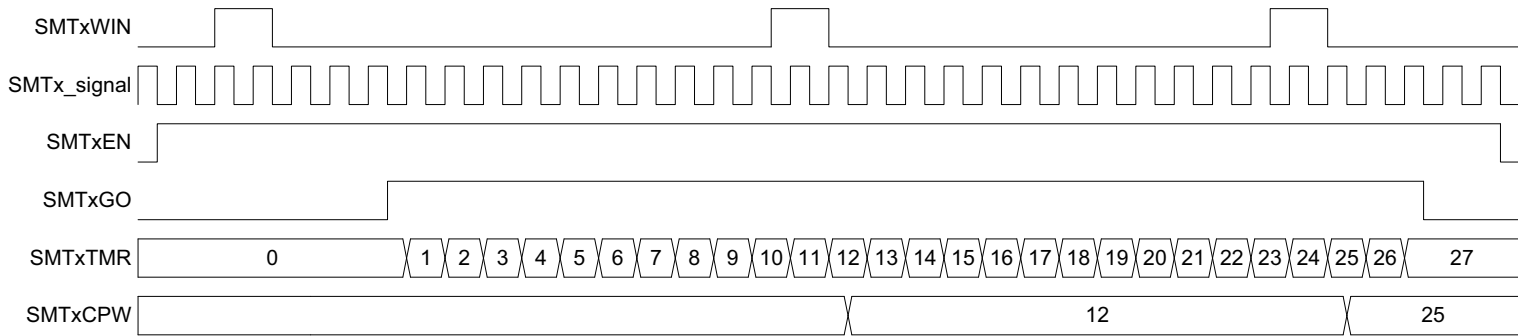 SMTxWIN
SMTx_signal
SMTxEN
SMTxGO
SMTxTMR 0 1 2 3 4 5 6 7 8 9 10 11 12 13 14 15 16 17 18 19 20 21 22 23 24 25 26 27
SMTxCPW 12 25